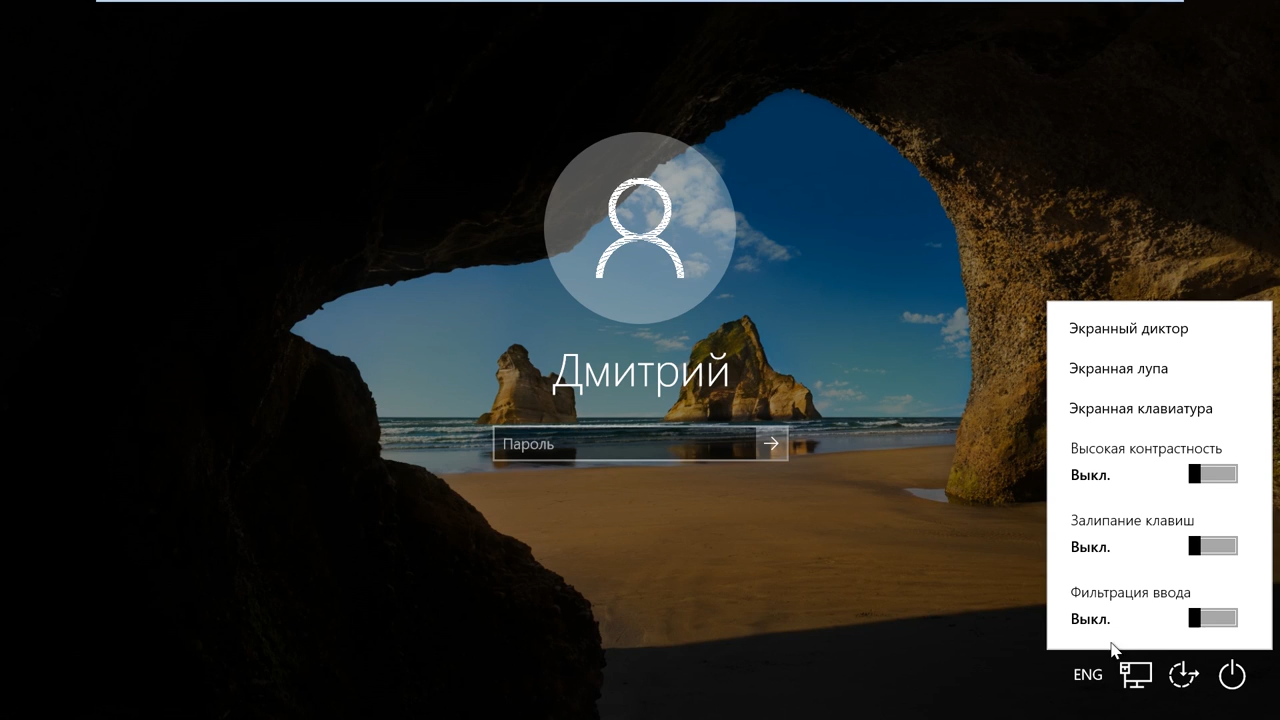 Дмитрий
Пароль
Экранный диктор
Экранная лупа
Экранная клавиатура
Высокая контрастность
Выкл.
Залипание клавиш
Выкл.
Фильтрация ввода
Выкл.
ENG